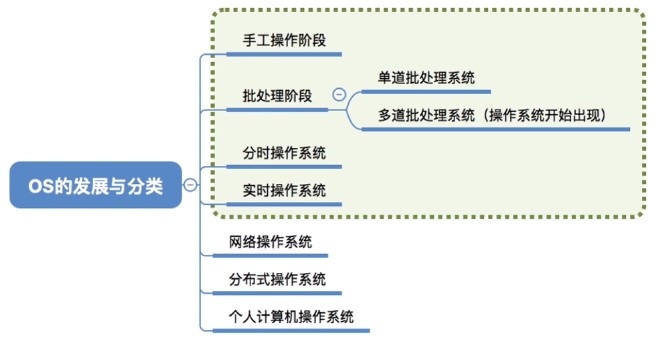 手工操作阶段
单道批处理系统
批处理阶段
多道批处理系统（操作系统开始出现）
分时操作系统
OS的发展与分类
实时操作系统
网络操作系统
分布式操作系统
个人计算机操作系统